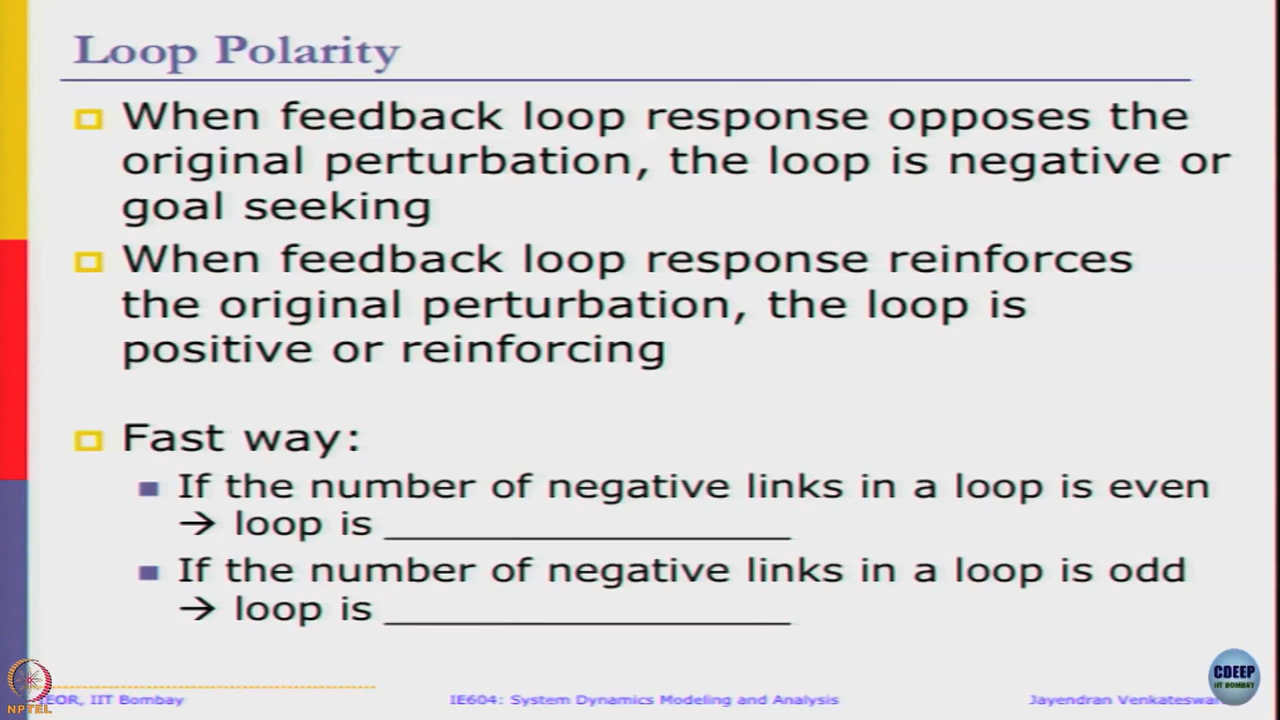 Loop Polarity
When feedback loop response opposes the
original perturbation, the loop is negative or
goal seeking
When feedback loop response reinforces
the original perturbation, the loop is
positive or reinforcing
Fast way:
If the number of negative links in a loop is even
→ loop is ____________________
If the number of negative links in a loop is odd
→ loop is ____________________
IEOR, IIT Bombay
IE604: System Dynamics Modeling and Analysis
Jayendran
NPTEL
CDEEP
IIT BOMBAY